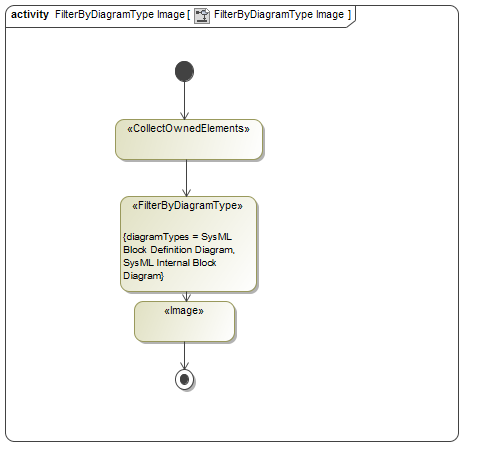 activity FilterByDiagramType Image [ FilterByDiagramType Image ]
«CollectOwnedElements»
«FilterByDiagramType»
{diagramTypes = SysML
Block Definition Diagram,
SysML Internal Block
Diagram}
«Image»